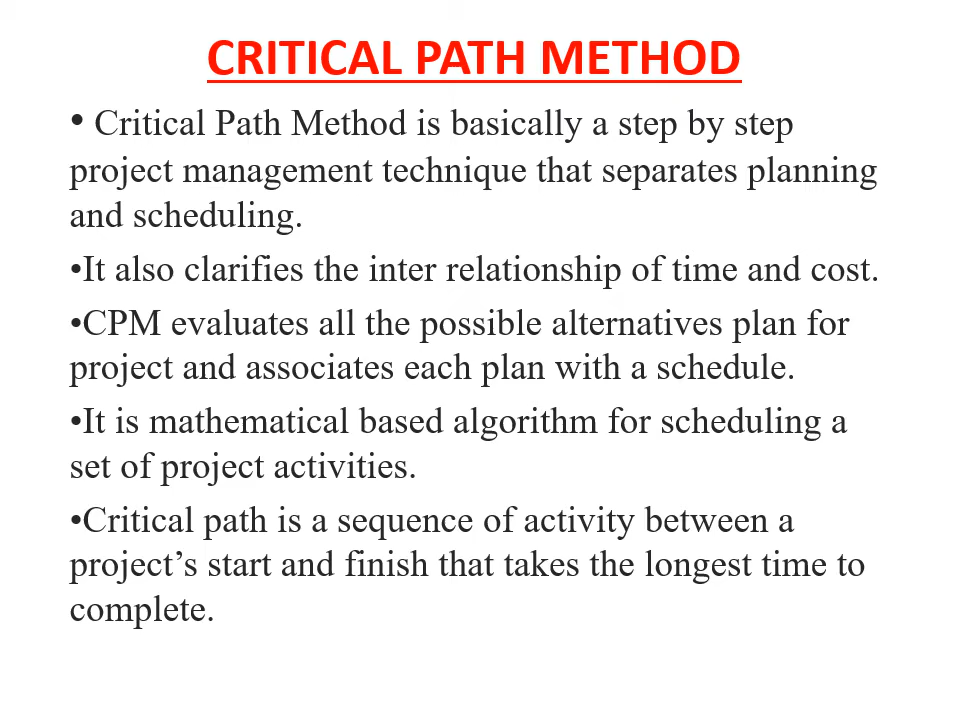 CRITICAL PATH METHOD
• Critical Path Method is basically a step by step
project management technique that separates planning
and scheduling.
•It also clarifies the inter relationship of time and cost.
•CPM evaluates all the possible alternatives plan for
project and associates each plan with a schedule.
•It is mathematical based algorithm for scheduling a
set of project activities.
•Critical path is a sequence of activity between a
project’s start and finish that takes the longest time to
complete.